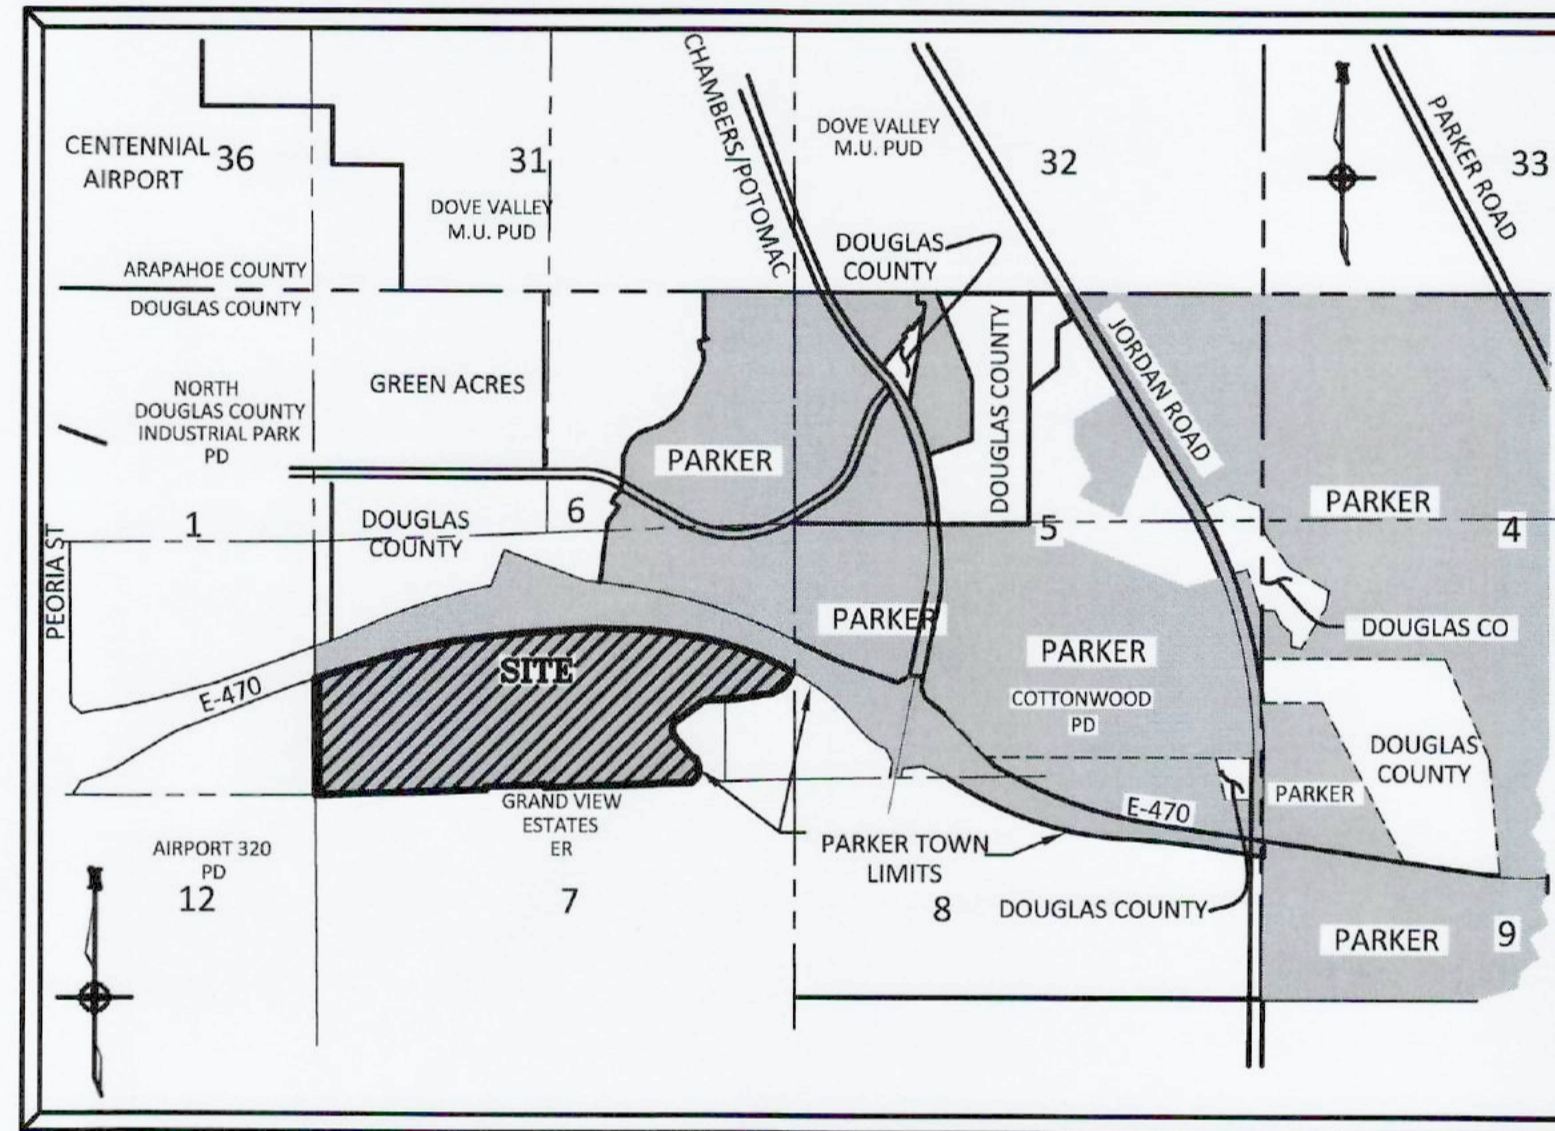 CHAMBERS/POTOMAC
DOVE VALLEY
M.U. PUD
PARKER ROAD
CENTENNIAL
AIRPORT
36
31
32
33
DOVE VALLEY
M.U. PUD
DOUGLAS
COUNTY
ARAPAHOE COUNTY
DOUGLAS COUNTY
NORTH
DOUGLAS COUNTY
INDUSTRIAL PARK
PD
GREEN ACRES
DOUGLAS COUNTY
JORDAN ROAD
PARKER
PARKER
1
DOUGLAS
COUNTY
6
5
4
PEORIA ST
PARKER
DOUGLAS CO
PARKER
COTTONWOOD
PD
E-470
SITE
DOUGLAS
COUNTY
PARKER
GRAND VIEW
ESTATES
ER
E-470
PARKER TOWN
LIMITS
AIRPORT 320
PD
12
7
8
DOUGLAS COUNTY
PARKER
9
N
N